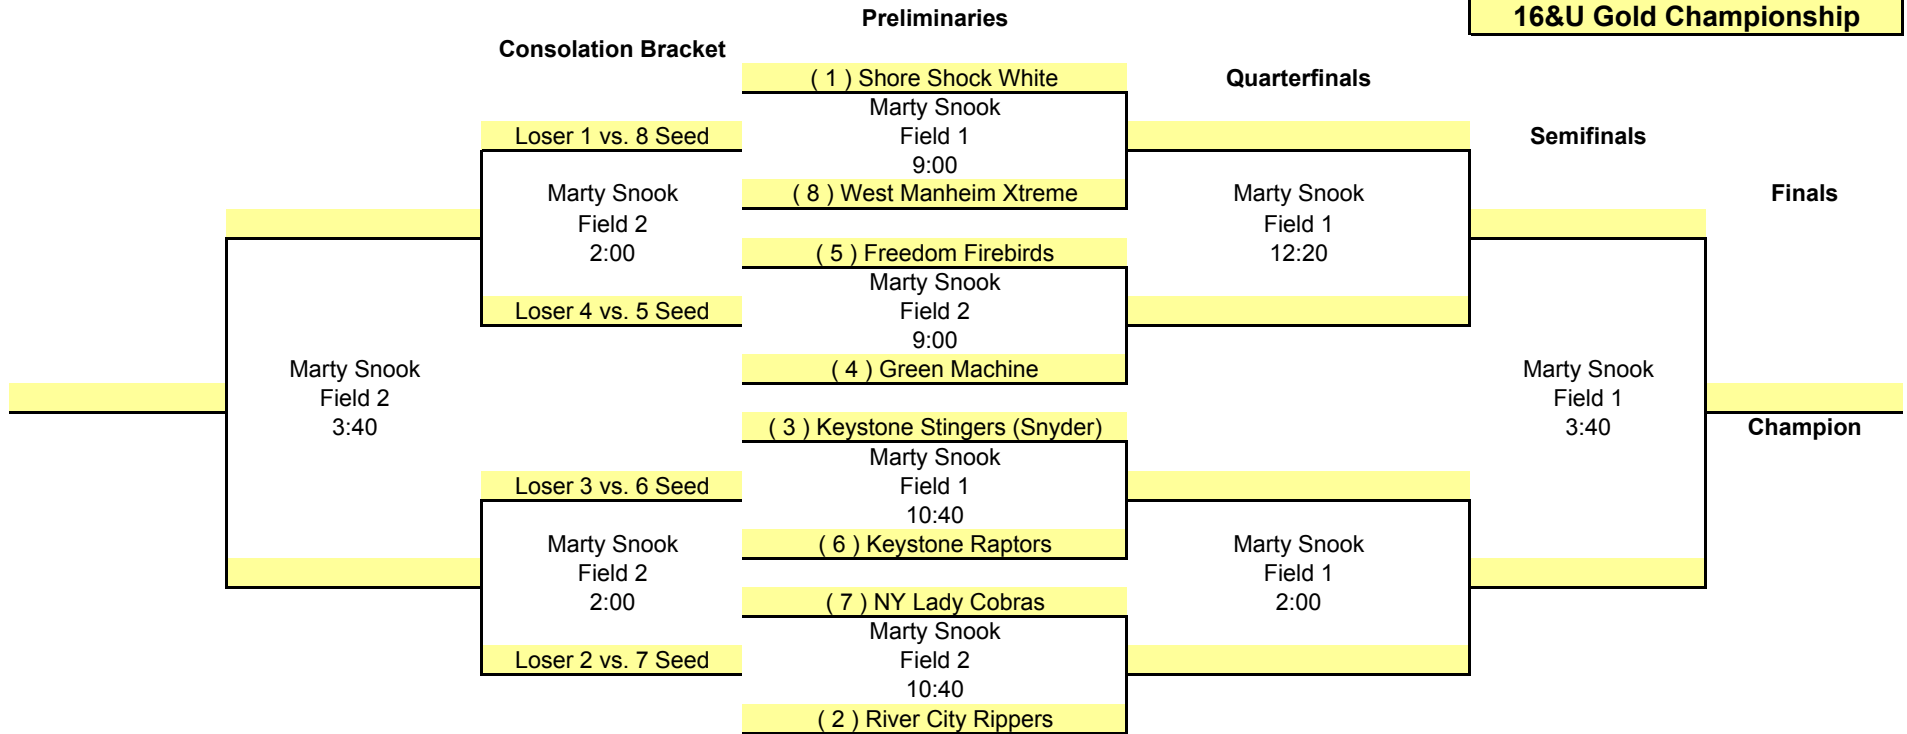 Preliminaries
16&U Gold Championship
Consolation Bracket
( 1 ) Shore Shock White
Quarterfinals
Marty Snook
Loser 1 vs. 8 Seed
Field 1
Semifinals
9:00
Marty Snook
( 8 ) West Manheim Xtreme
Marty Snook
Finals
Field 2
Field 1
2:00
( 5 ) Freedom Firebirds
12:20
Marty Snook
Loser 4 vs. 5 Seed
Field 2
9:00
Marty Snook
( 4 ) Green Machine
Marty Snook
Field 2
Field 1
3:40
( 3 ) Keystone Stingers (Snyder)
3:40
Champion
Marty Snook
Loser 3 vs. 6 Seed
Field 1
10:40
Marty Snook
( 6 ) Keystone Raptors
Marty Snook
Field 2
Field 1
2:00
( 7 ) NY Lady Cobras
2:00
Marty Snook
Loser 2 vs. 7 Seed
Field 2
10:40
( 2 ) River City Rippers